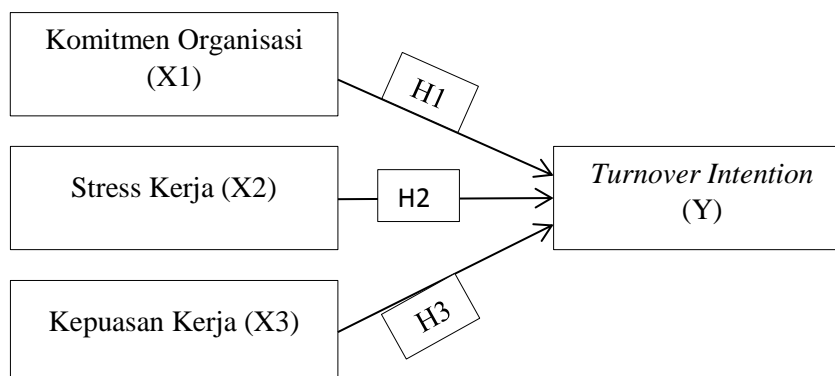 Komitmen Organisasi
(X1)
H1
Stress Kerja (X2)
H2
Turnover Intention
(Y)
Kepuasan Kerja (X3)
H3